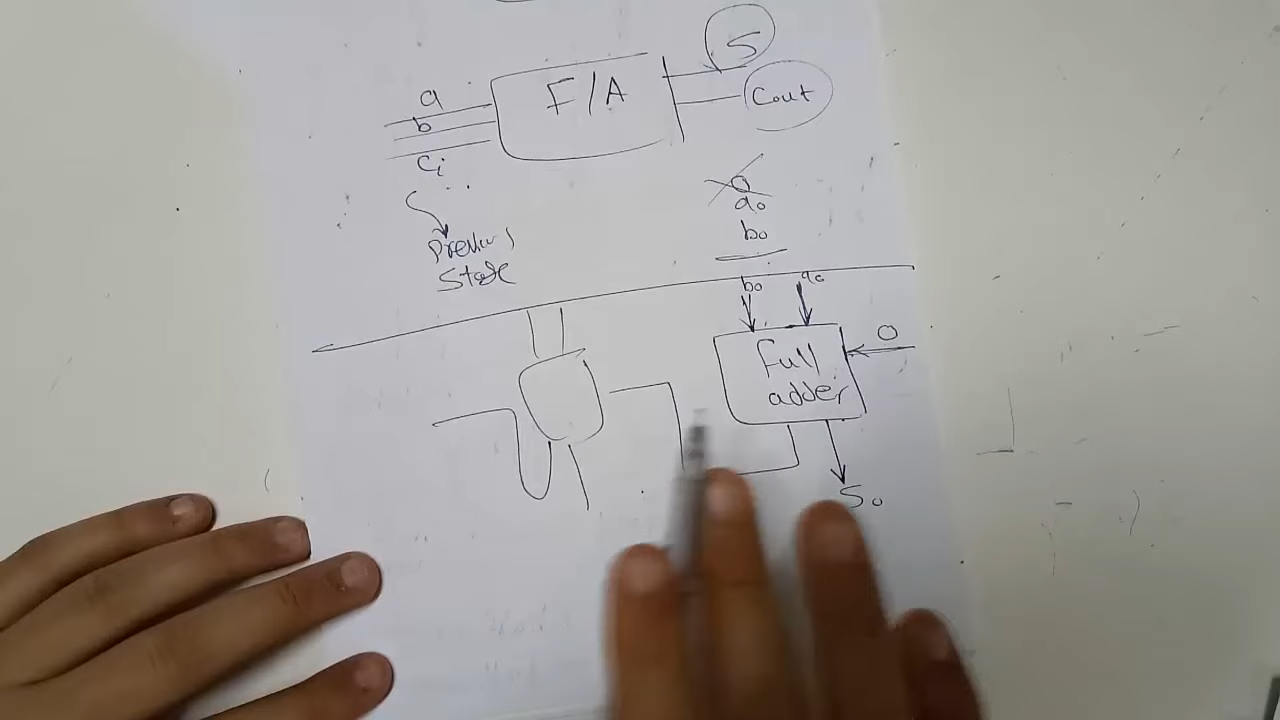 S
a
F/A
Cout
b
Ci
a0
b0
Previous
State
b0 a0
0
Full
adder
S0